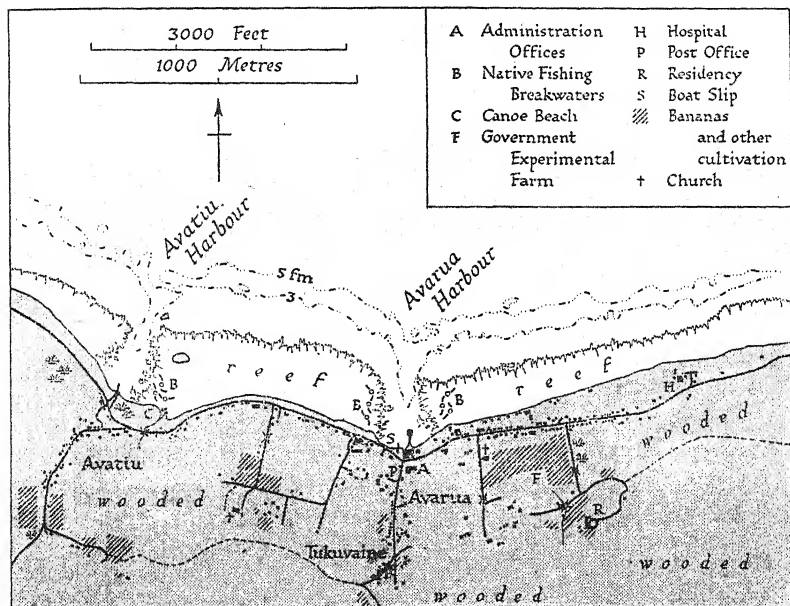 3000 Feet
1000 Metres
A Administration
Offices
B Native Fishing
Breakwaters
C Canoe Beach
F Government
Experimental
Farm
H Hospital
P Post Office
R Residency
S Boat Slip
Bananas
and other
cultivation
Church
Avatiu
Harbour
Avarua
Harbour
5 fm
3
reef
reef
B
B
B
C
H
S
P
A
wooded
Avatiu
wooded
Avarua
F
R
Tukuvaine
wooded
wooded